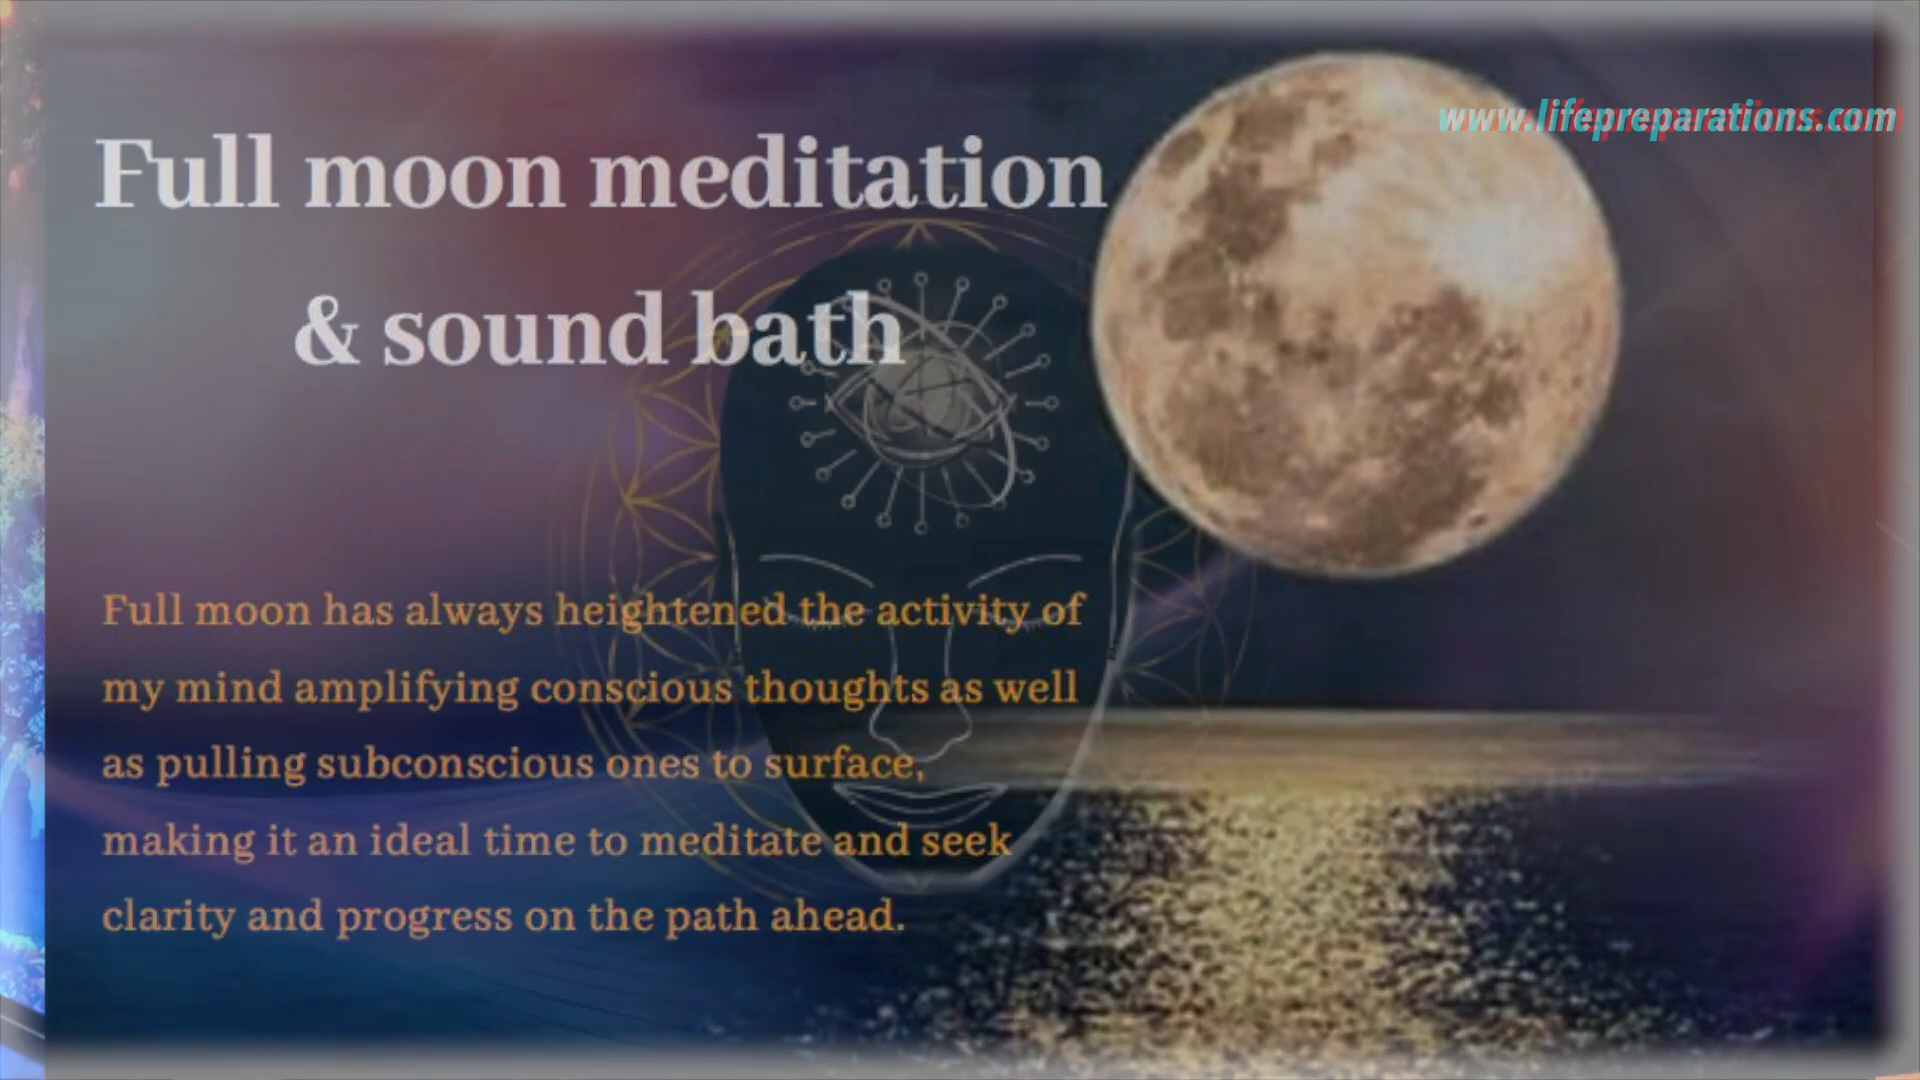 www.lifepreparations.com
Full moon meditation
& sound bath
Full moon has always heightened the activity of
my mind amplifying conscious thoughts as well
as pulling subconscious ones to surface,
making it an ideal time to meditate and seek
clarity and progress on the path ahead.